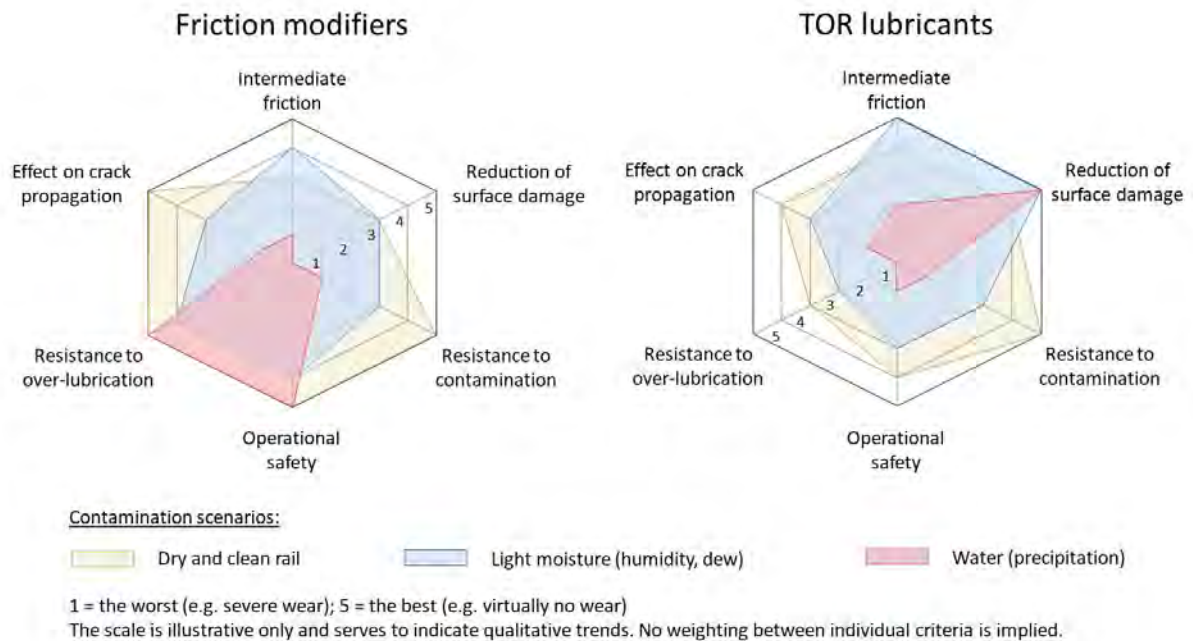 Friction modifiers
TOR lubricants
Intermediate
friction
Effect on crack
propagation
Reduction of
surface damage
5
4
3
2
1
Resistance to
over-lubrication
Resistance to
contamination
Operational
safety
Intermediate
friction
Effect on crack
propagation
Reduction of
surface damage
1
2
3
4
5
Resistance to
over-lubrication
Resistance to
contamination
Operational
safety
Contamination scenarios:
Dry and clean rail
Light moisture (humidity, dew)
Water (precipitation)
1 = the worst (e.g. severe wear); 5 = the best (e.g. virtually no wear)
The scale is illustrative only and serves to indicate qualitative trends. No weighting between individual criteria is implied.